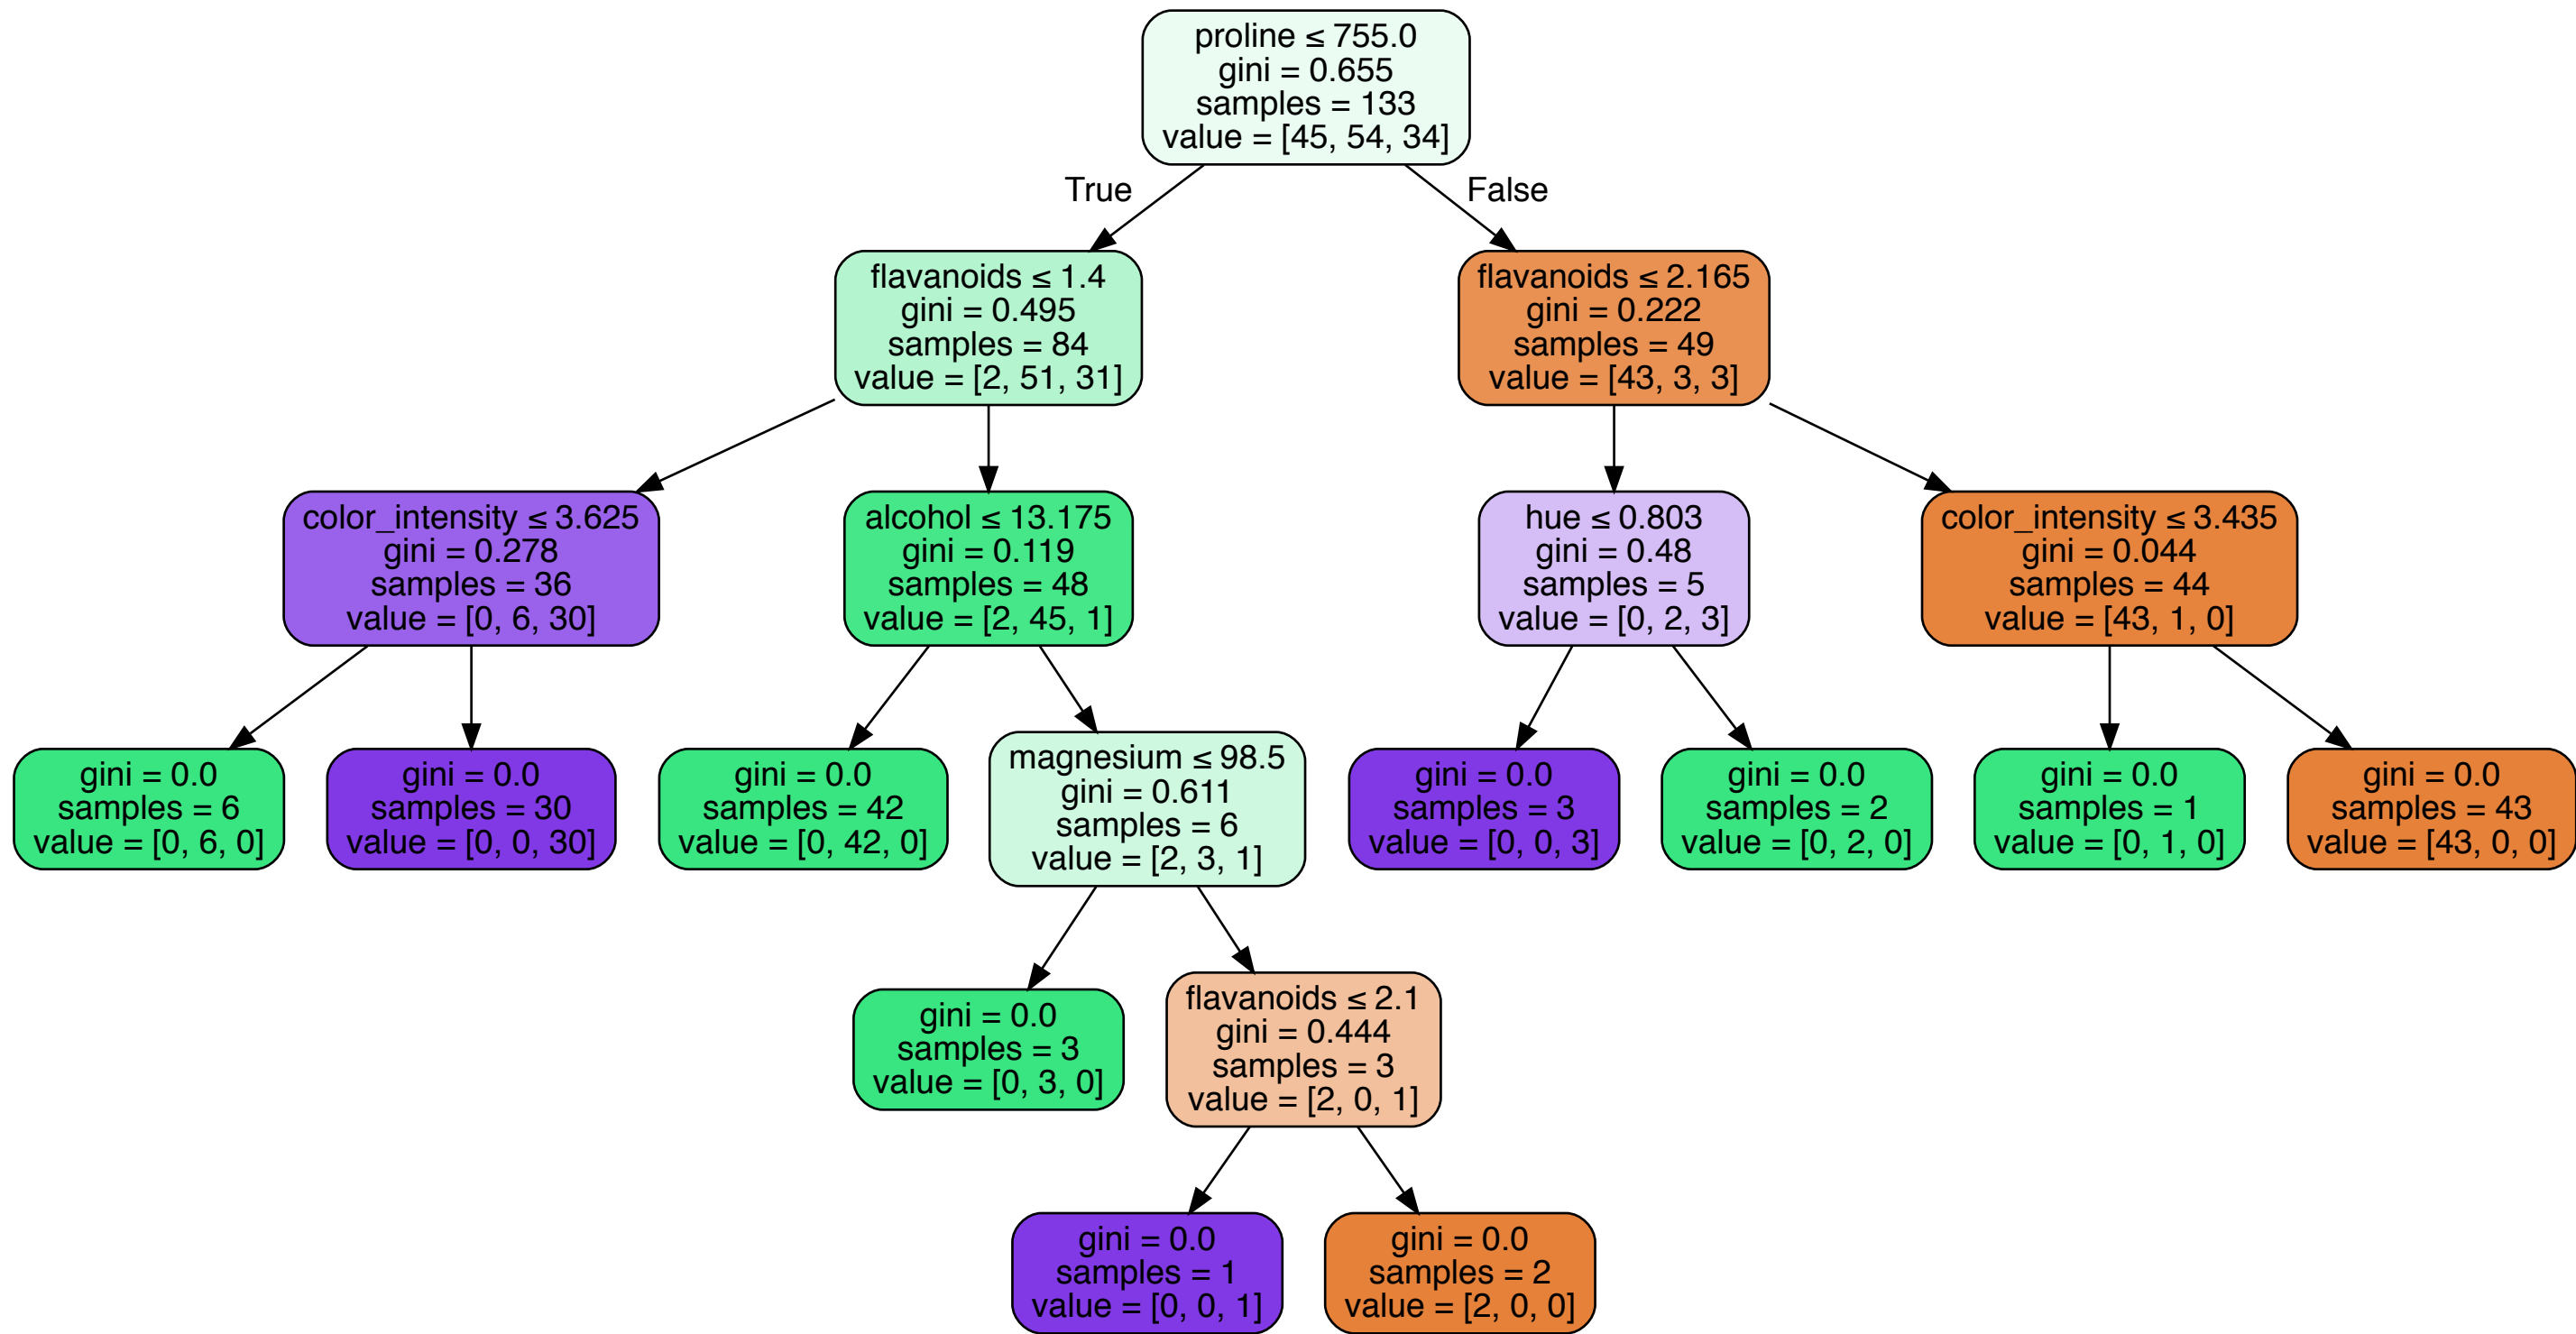 proline ≤ 755.0
gini = 0.655
samples = 133
value = [45, 54, 34]
True
False
flavanoids ≤ 1.4
gini = 0.495
samples = 84
value = [2, 51, 31]
flavanoids ≤ 2.165
gini = 0.222
samples = 49
value = [43, 3, 3]
color_intensity ≤ 3.625
gini = 0.278
samples = 36
value = [0, 6, 30]
alcohol ≤ 13.175
gini = 0.119
samples = 48
value = [2, 45, 1]
hue ≤ 0.803
gini = 0.48
samples = 5
value = [0, 2, 3]
color_intensity ≤ 3.435
gini = 0.044
samples = 44
value = [43, 1, 0]
gini = 0.0
samples = 6
value = [0, 6, 0]
gini = 0.0
samples = 30
value = [0, 0, 30]
gini = 0.0
samples = 42
value = [0, 42, 0]
magnesium ≤ 98.5
gini = 0.611
samples = 6
value = [2, 3, 1]
gini = 0.0
samples = 3
value = [0, 0, 3]
gini = 0.0
samples = 2
value = [0, 2, 0]
gini = 0.0
samples = 1
value = [0, 1, 0]
gini = 0.0
samples = 43
value = [43, 0, 0]
gini = 0.0
samples = 3
value = [0, 3, 0]
flavanoids ≤ 2.1
gini = 0.444
samples = 3
value = [2, 0, 1]
gini = 0.0
samples = 1
value = [0, 0, 1]
gini = 0.0
samples = 2
value = [2, 0, 0]